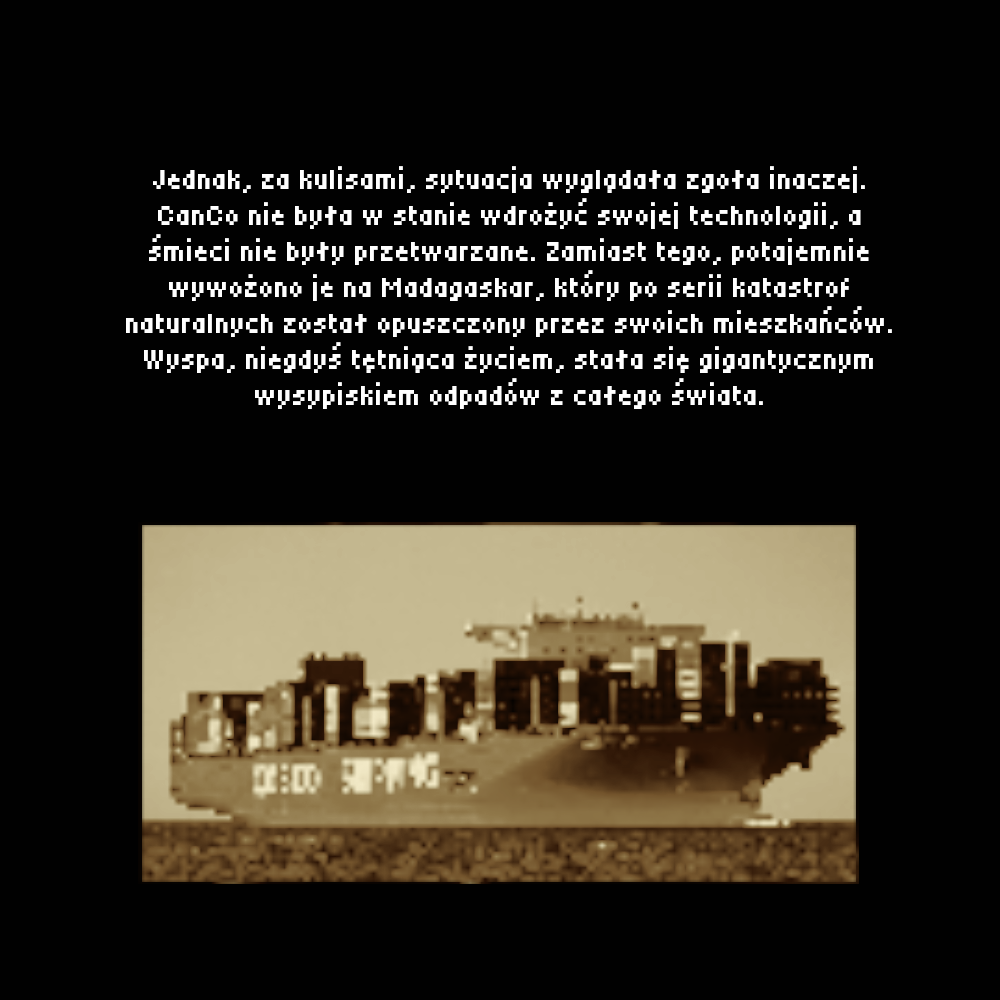 Jednak, za kulisami, sytuacja wyglądała zgoła inaczej.
CanCo nie była w stanie wdrożyć swojej technologii, a
śmieci nie były przetwarzane. Zamiast tego, potajemnie
wywożono je na Madagaskar, który po serii katastrof
naturalnych został opuszczony przez swoich mieszkańców.
Wyspa, niegdyś tętniąca życiem, stała się gigantycznym
wysypiskiem odpadów z całego świata.